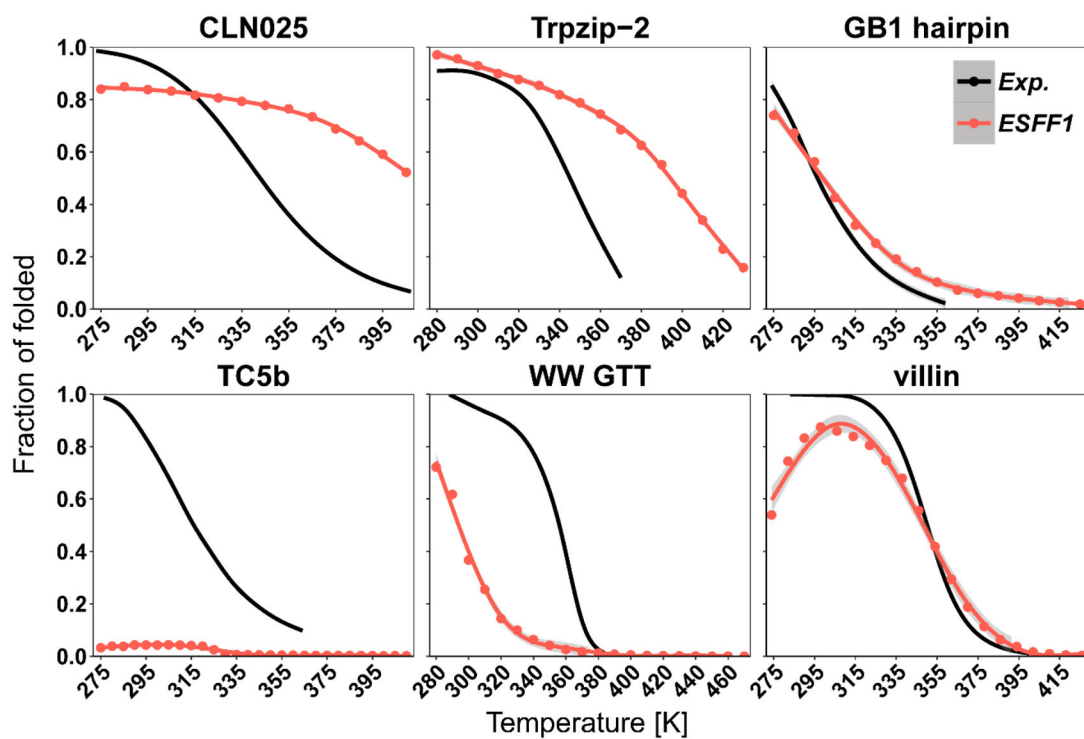 CLN025 Trpzip−2 GB1 hairpin
Exp.
ESFF1
1.0
0.8
0.6
0.4
0.2
0.0
275 295 315 335 355 375 395
280 300 320 340 360 380 400 420
275 295 315 335 355 375 395 415
Fraction of folded
TC5b WW GTT villin
1.0
0.8
0.6
0.4
0.2
0.0
275 295 315 335 355 375 395
280 300 320 340 360 380 400 420 440 460
275 295 315 335 355 375 395 415
Temperature [K]